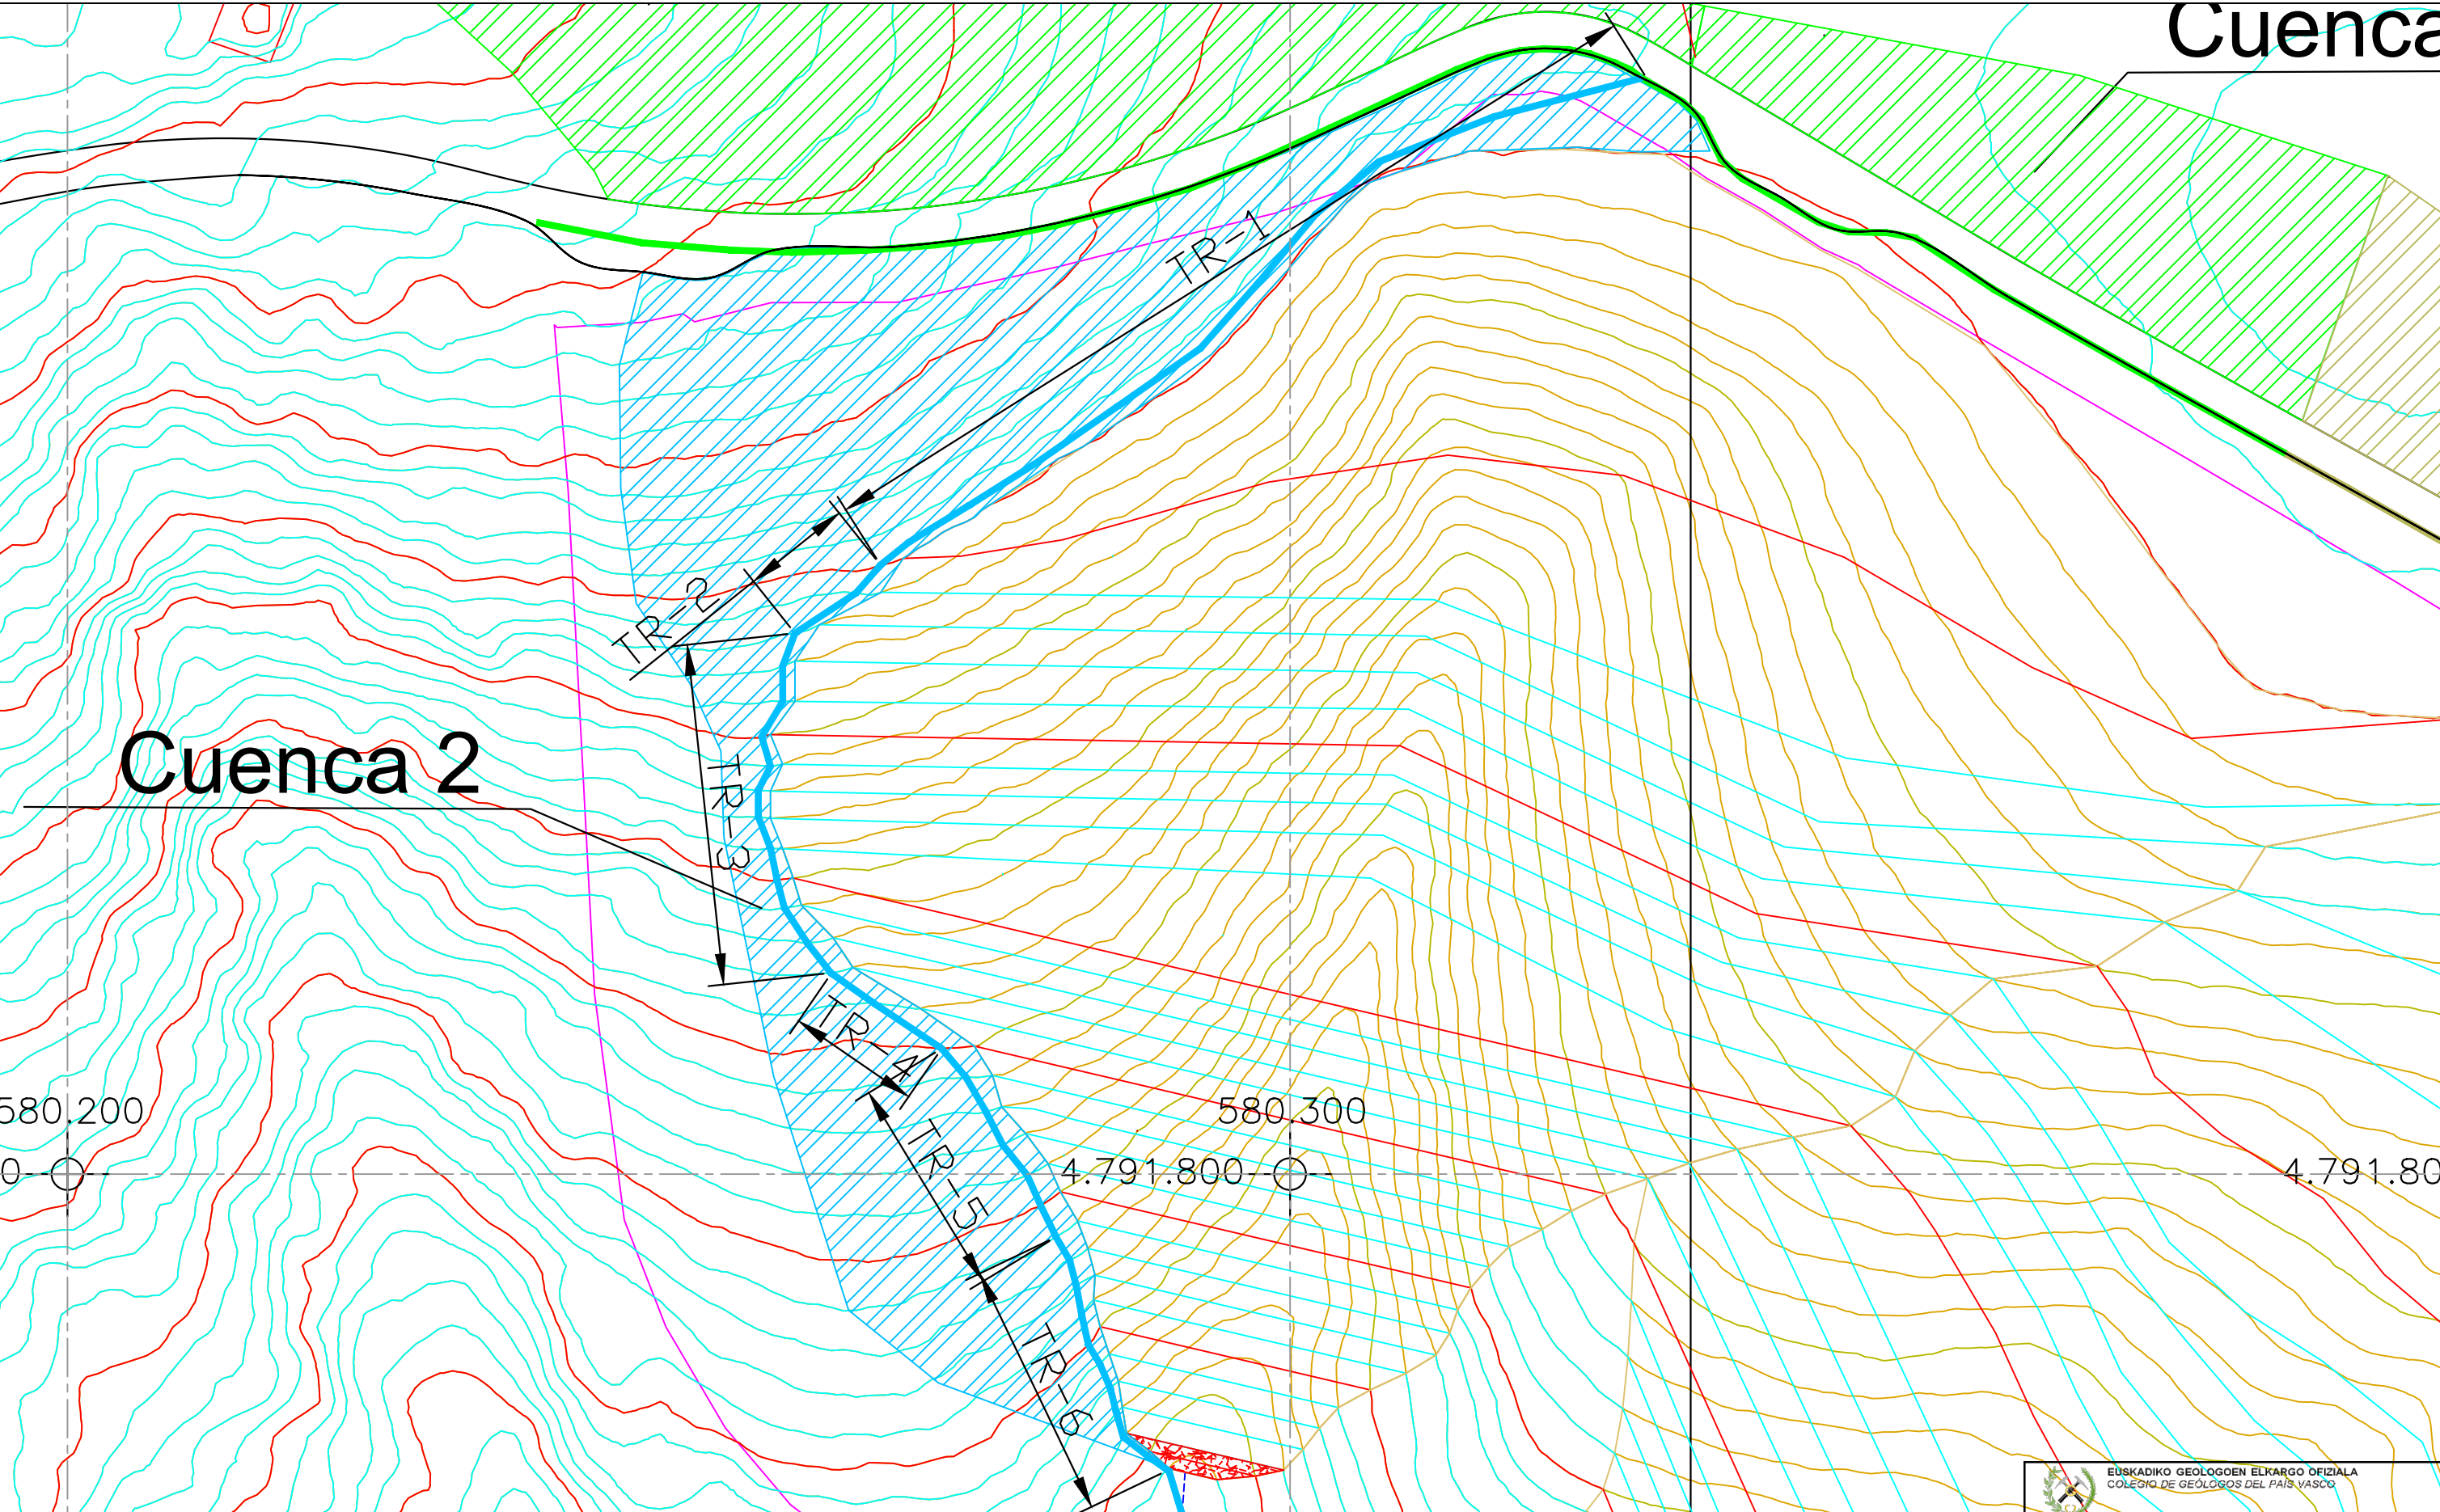 Cuenca
TR-1
TR-2
Cuenca 2
TR-3
TR-4
580.200
580.300
TR-5
0
4.791.800
4.791.80
TR-6
EUSKADIKO GEOLOGOEN ELKARGO OFIZIALA
COLEGIO DE GEÓLOGOS DEL PAÍS VASCO